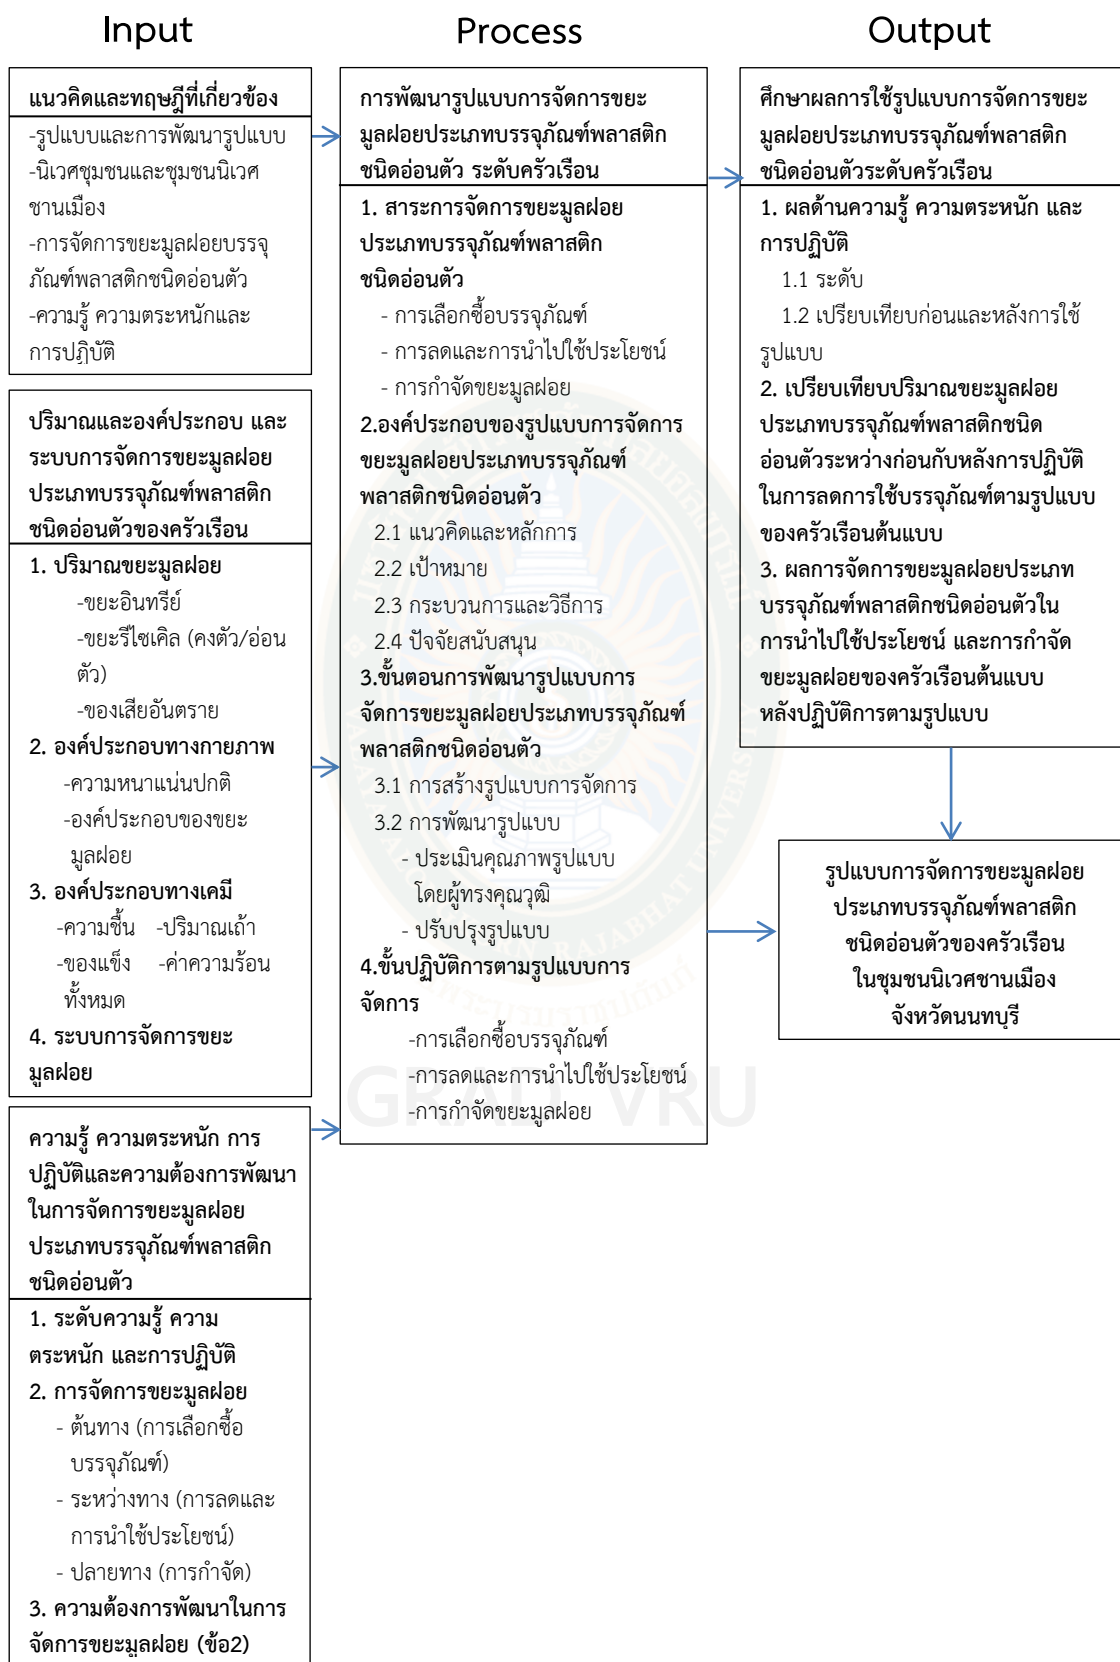 Input
แนวคิดและทฤษฎีที่เกี่ยวข้อง
-รูปแบบและการพัฒนารูปแบบ
-นิเวศชุมชนและชุมชนนิเวศ
ชานเมือง
-การจัดการขยะมูลฝอยบรรจุ
ภัณฑ์พลาสติกชนิดอ่อนตัว
-ความรู้ ความตระหนักและ
การปฏิบัติ
ปริมาณและองค์ประกอบ และ
ระบบการจัดการขยะมูลฝอย
ประเภทบรรจุภัณฑ์พลาสติก
ชนิดอ่อนตัวของครัวเรือน
1. ปริมาณขยะมูลฝอย
-ขยะอินทรีย์
-ขยะรีไซเคิล (คงตัว/อ่อน
ตัว)
-ของเสียอันตราย
2. องค์ประกอบทางกายภาพ
-ความหนาแน่นปกติ
-องค์ประกอบของขยะ
มูลฝอย
3. องค์ประกอบทางเคมี
-ความชื้น -ปริมาณเถ้า
-ของแข็ง -ค่าความร้อน
ทั้งหมด
4. ระบบการจัดการขยะ
มูลฝอย
ความรู้ ความตระหนัก การ
ปฏิบัติและความต้องการพัฒนา
ในการจัดการขยะมูลฝอย
ประเภทบรรจุภัณฑ์พลาสติก
ชนิดอ่อนตัว
1. ระดับความรู้ ความ
ตระหนัก และการปฏิบัติ
2. การจัดการขยะมูลฝอย
- ต้นทาง (การเลือกซื้อ
บรรจุภัณฑ์)
- ระหว่างทาง (การลดและ
การนำใช้ประโยชน์)
- ปลายทาง (การกำจัด)
3. ความต้องการพัฒนาในการ
จัดการขยะมูลฝอย (ข้อ2)
Process
การพัฒนารูปแบบการจัดการขยะ
มูลฝอยประเภทบรรจุภัณฑ์พลาสติก
ชนิดอ่อนตัว ระดับครัวเรือน
1. สาระการจัดการขยะมูลฝอย
ประเภทบรรจุภัณฑ์พลาสติก
ชนิดอ่อนตัว
- การเลือกซื้อบรรจุภัณฑ์
- การลดและการนำไปใช้ประโยชน์
- การกำจัดขยะมูลฝอย
2.องค์ประกอบของรูปแบบการจัดการ
ขยะมูลฝอยประเภทบรรจุภัณฑ์
พลาสติกชนิดอ่อนตัว
2.1 แนวคิดและหลักการ
2.2 เป้าหมาย
2.3 กระบวนการและวิธีการ
2.4 ปัจจัยสนับสนุน
3.ขั้นตอนการพัฒนารูปแบบการ
จัดการขยะมูลฝอยประเภทบรรจุภัณฑ์
พลาสติกชนิดอ่อนตัว
3.1 การสร้างรูปแบบการจัดการ
3.2 การพัฒนารูปแบบ
- ประเมินคุณภาพรูปแบบ
โดยผู้ทรงคุณวุฒิ
- ปรับปรุงรูปแบบ
4.ขั้นปฏิบัติการตามรูปแบบการ
จัดการ
-การเลือกซื้อบรรจุภัณฑ์
-การลดและการนำไปใช้ประโยชน์
-การกำจัดขยะมูลฝอย
GRAD VRU
Output
ศึกษาผลการใช้รูปแบบการจัดการขยะ
มูลฝอยประเภทบรรจุภัณฑ์พลาสติก
ชนิดอ่อนตัวระดับครัวเรือน
1. ผลด้านความรู้ ความตระหนัก และ
การปฏิบัติ
1.1 ระดับ
1.2 เปรียบเทียบก่อนและหลังการใช้
รูปแบบ
2. เปรียบเทียบปริมาณขยะมูลฝอย
ประเภทบรรจุภัณฑ์พลาสติกชนิด
อ่อนตัวระหว่างก่อนกับหลังการปฏิบัติ
ในการลดการใช้บรรจุภัณฑ์ตามรูปแบบ
ของครัวเรือนต้นแบบ
3. ผลการจัดการขยะมูลฝอยประเภท
บรรจุภัณฑ์พลาสติกชนิดอ่อนตัวใน
การนำไปใช้ประโยชน์ และการกำจัด
ขยะมูลฝอยของครัวเรือนต้นแบบ
หลังปฏิบัติการตามรูปแบบ
รูปแบบการจัดการขยะมูลฝอย
ประเภทบรรจุภัณฑ์พลาสติก
ชนิดอ่อนตัวของครัวเรือน
ในชุมชนนิเวศชานเมือง
จังหวัดนนทบุรี